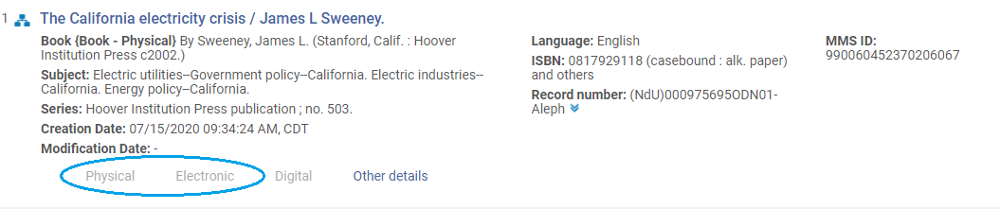 1 The California electricity crisis / James L Sweeney.
Book {Book - Physical} By Sweeney, James L. (Stanford, Calif. : Hoover
Institution Press c2002.)
Subject: Electric utilities--Government policy--California. Electric industries--
California. Energy policy--California.
Series: Hoover Institution Press publication ; no. 503.
Creation Date: 07/15/2020 09:34:24 AM, CDT
Modification Date: -
Language: English
ISBN: 0817929118 (casebound : alk. paper)
and others
Record number: (NdU)000975695ODN01-
Aleph
MMS ID:
990060452370206067
Physical Electronic Digital Other details